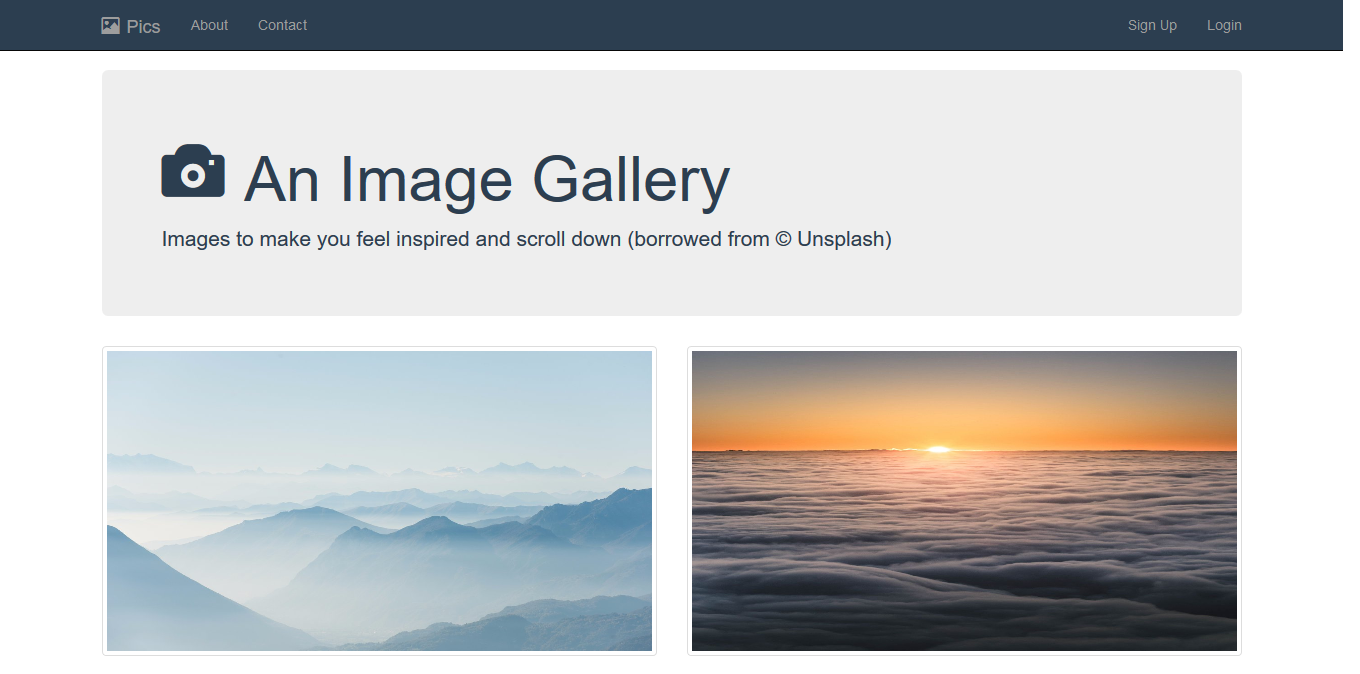 Pics About Contact Sign Up Login
An Image Gallery
Images to make you feel inspired and scroll down (borrowed from © Unsplash)